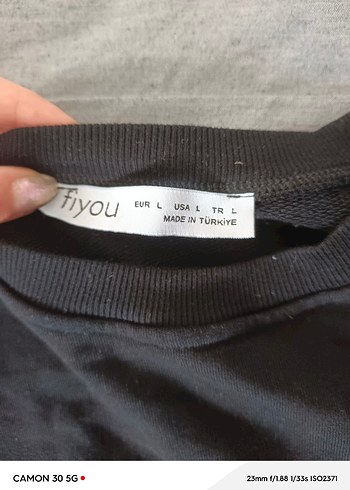 fiyou
EUR L USA L TR L
MADE IN TÜRKİYE
CAMON 30 5G
23mm f/1.88 1/33s ISO2371